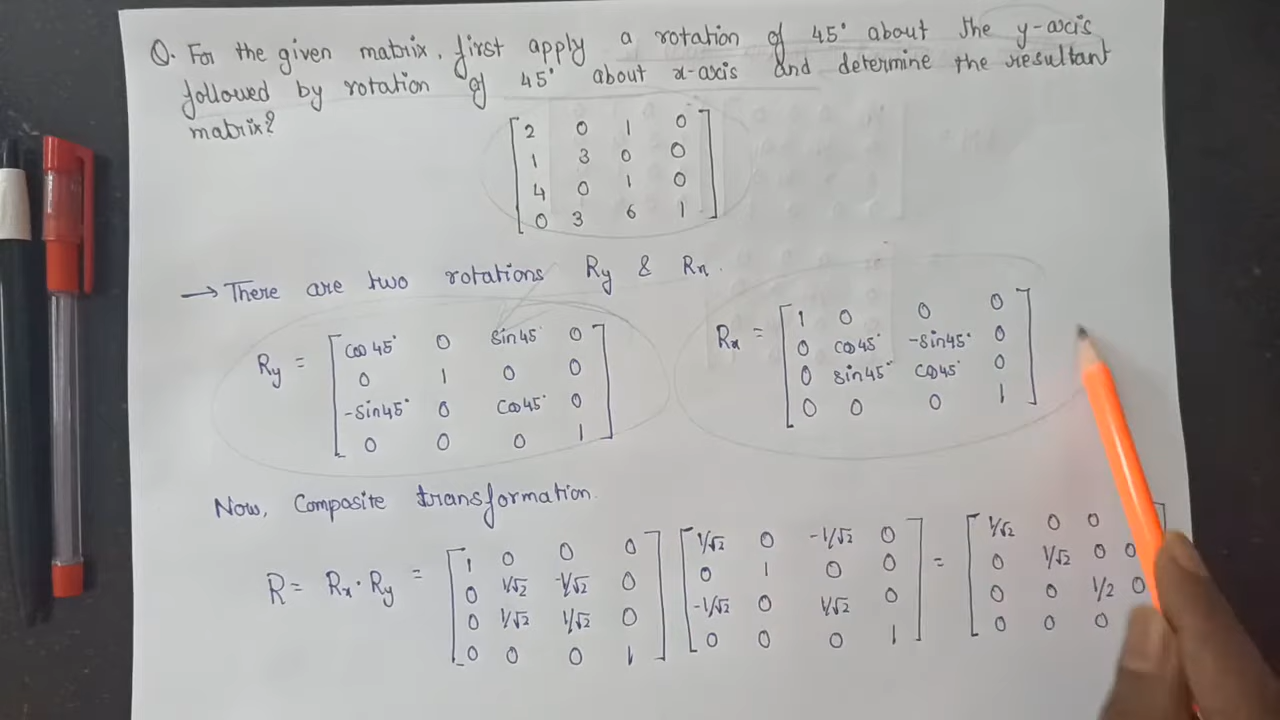 Q. For the given matrix, first apply a rotation of 45° about the y-axis
followed by rotation of 45° about x-axis and determine the resultant
matrix?
[2 0 1 0
1 3 0 0
4 0 1 0
0 3 6 1]
→ There are two rotations Ry & Rx.
Ry = [cos45° 0 sin45° 0
0 1 0 0
-sin45° 0 cos45° 0
0 0 0 1]
Rx = [1 0 0 0
0 cos45° -sin45° 0
0 sin45° cos45° 0
0 0 0 1]
Now, Composite transformation.
R = Rx · Ry = [1 0 0 0
0 1/√2 -1/√2 0
0 1/√2 1/√2 0
0 0 0 1]
[1/√2 0 -1/√2 0
0 1 0 0
-1/√2 0 1/√2 0
0 0 0 1]
= [1/√2 0 0
0 1/√2 0 0
0 0 1/2 0
0 0 0